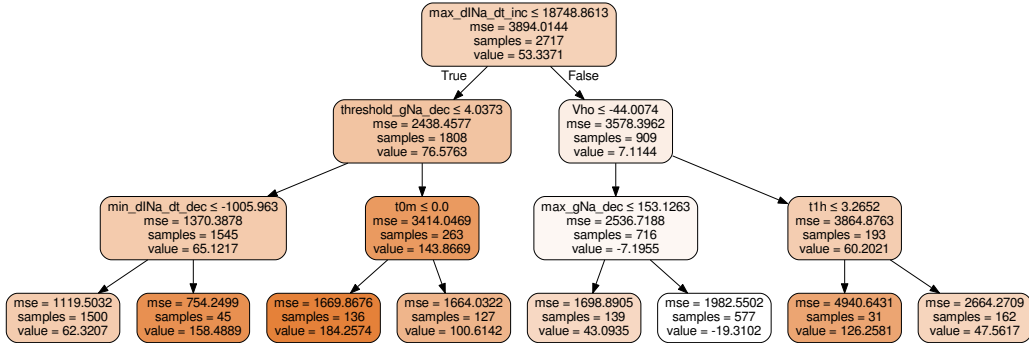 max_dINa_dt_inc ≤ 18748.8613
mse = 3894.0144
samples = 2717
value = 53.3371
True
False
threshold_gNa_dec ≤ 4.0373
mse = 2438.4577
samples = 1808
value = 76.5763
Vho ≤ -44.0074
mse = 3578.3962
samples = 909
value = 7.1144
min_dINa_dt_dec ≤ -1005.963
mse = 1370.3878
samples = 1545
value = 65.1217
t0m ≤ 0.0
mse = 3414.0469
samples = 263
value = 143.8669
max_gNa_dec ≤ 153.1263
mse = 2536.7188
samples = 716
value = -7.1955
t1h ≤ 3.2652
mse = 3864.8763
samples = 193
value = 60.2021
mse = 1119.5032
samples = 1500
value = 62.3207
mse = 754.2499
samples = 45
value = 158.4889
mse = 1669.8676
samples = 136
value = 184.2574
mse = 1664.0322
samples = 127
value = 100.6142
mse = 1698.8905
samples = 139
value = 43.0935
mse = 1982.5502
samples = 577
value = -19.3102
mse = 4940.6431
samples = 31
value = 126.2581
mse = 2664.2709
samples = 162
value = 47.5617